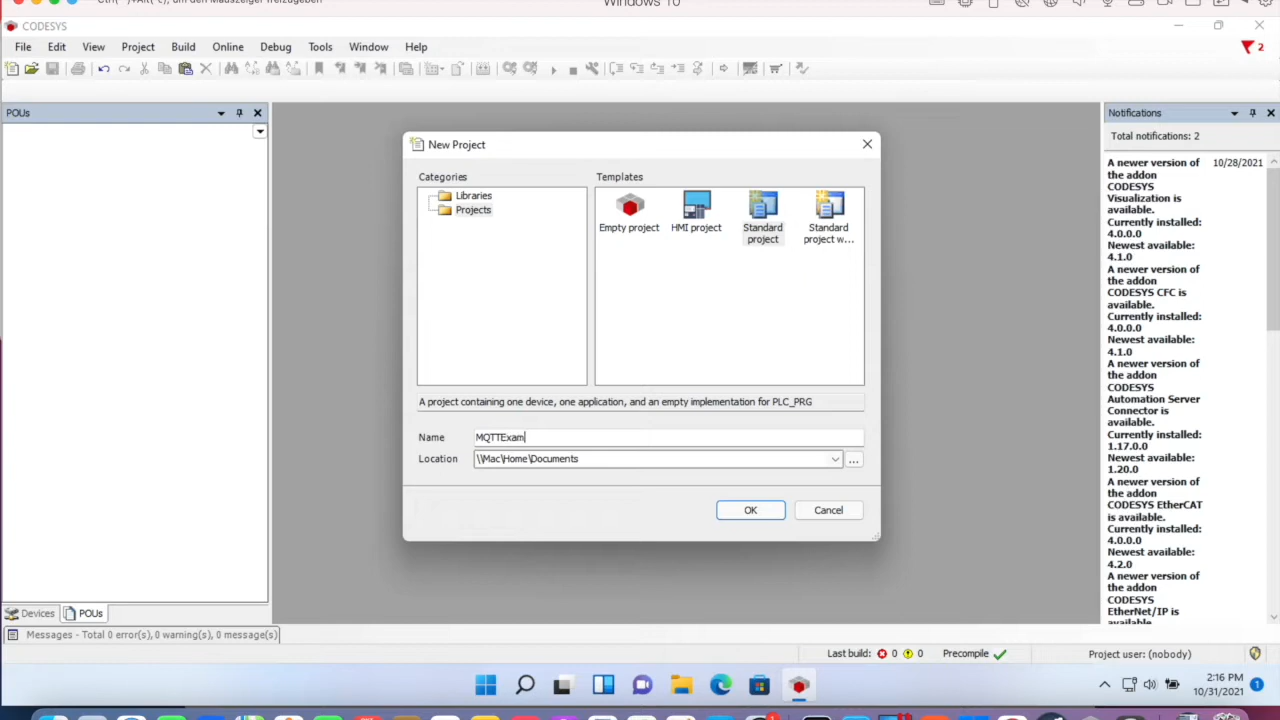 Windows 10
um den Mauszeiger freizugeben
CODESYS
File Edit View Project Build Online Debug Tools Window Help
2
POUs
Notifications
Total notifications: 2
New Project
Categories
Templates
Libraries
Projects
Empty project
HMI project
Standard project
Standard project w...
A project containing one device, one application, and an empty implementation for PLC_PRG
Name MQTTExam
Location \\Mac\Home\Documents
...
OK Cancel
A newer version of 10/28/2021
the addon
CODESYS
Visualization is
available.
Currently installed:
4.0.0.0
Newest available:
4.1.0
A newer version of
the addon
CODESYS CFC is
available.
Currently installed:
4.0.0.0
Newest available:
4.1.0
A newer version of
the addon
CODESYS
Automation Server
Connector is
available.
Currently installed:
1.17.0.0
Newest available:
1.20.0
A newer version of
the addon
CODESYS EtherCAT
is available.
Currently installed:
4.0.0.0
Newest available:
4.2.0
A newer version of
the addon
CODESYS
EtherNet/IP is
available.
Devices POUs
Messages - Total 0 error(s), 0 warning(s), 0 message(s)
Last build: 0 0 Precompile Project user: (nobody)
2:16 PM
10/31/2021
1